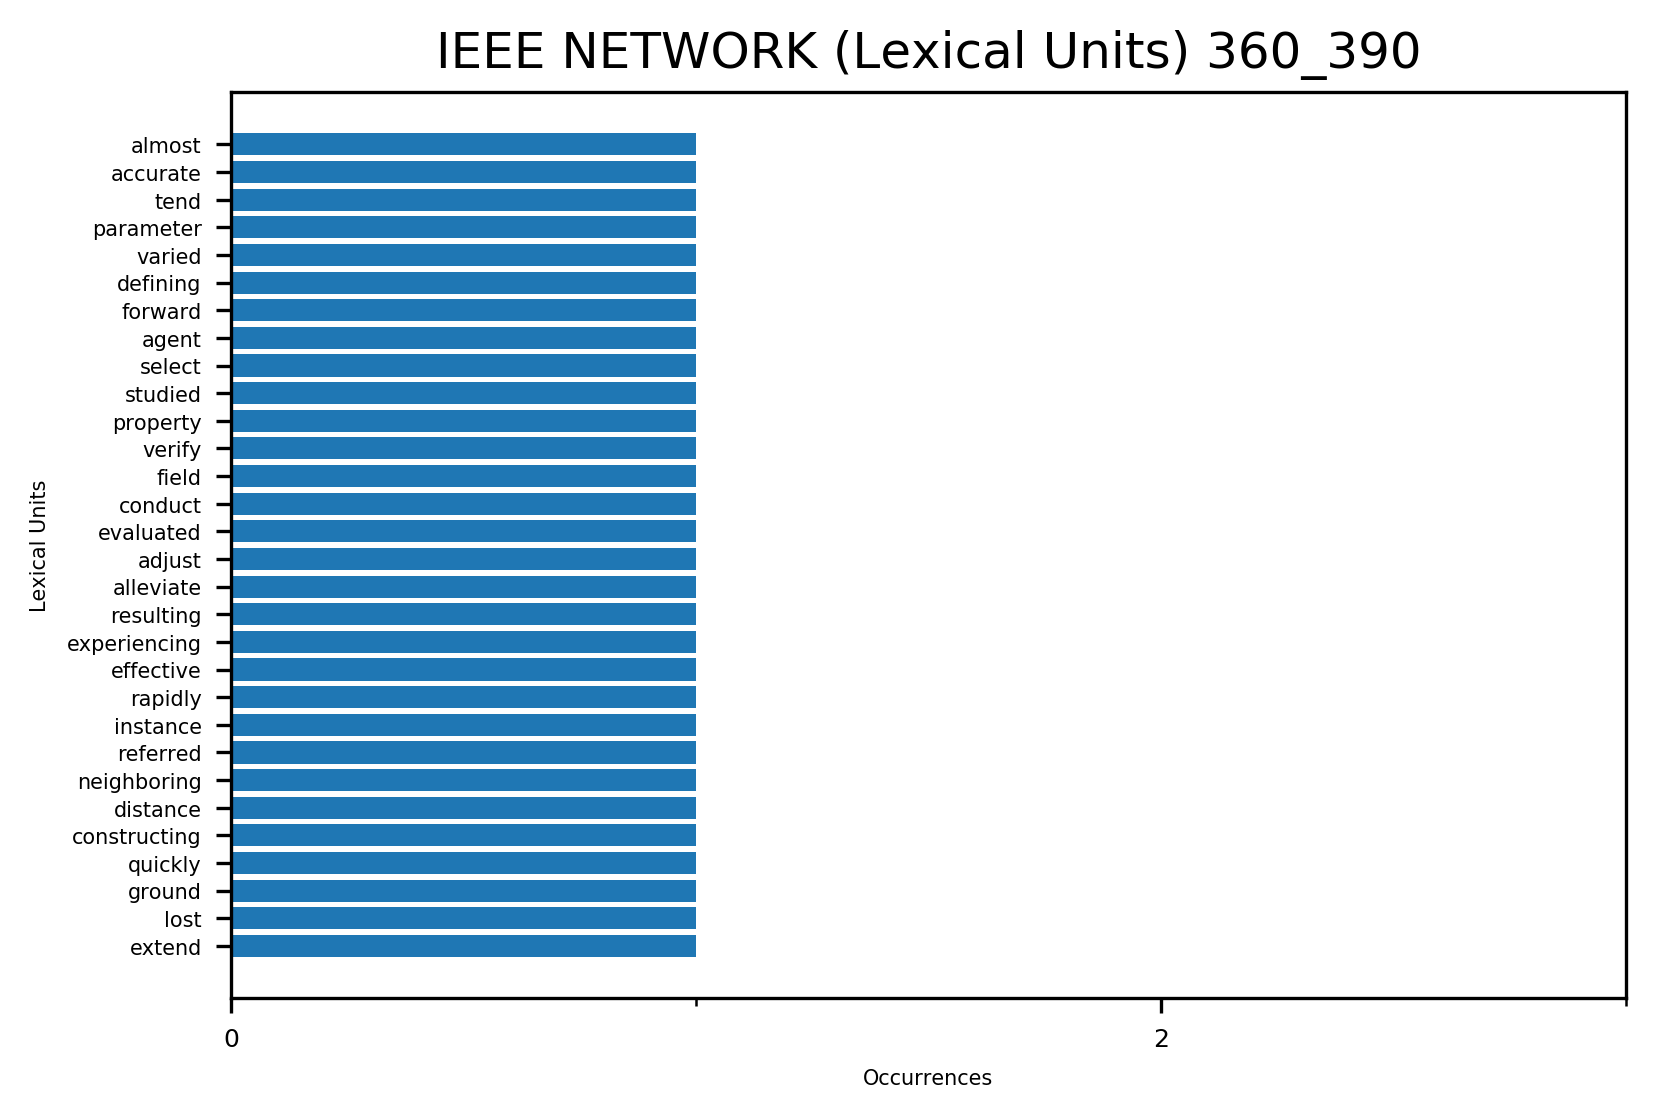 IEEE NETWORK (Lexical Units) 360_390
almost
accurate
tend
parameter
varied
defining
forward
agent
select
studied
property
verify
field
conduct
evaluated
adjust
alleviate
resulting
experiencing
effective
rapidly
instance
referred
neighboring
distance
constructing
quickly
ground
lost
extend
Lexical Units
0 2
Occurrences